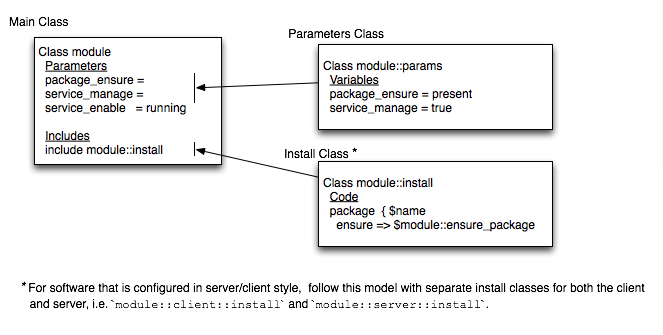 Main Class
Class module
Parameters
package_ensure =
service_manage =
service_enable = running
Includes
include module::install
Parameters Class
Class module::params
Variables
package_ensure = present
service_manage = true
Install Class *
Class module::install
Code
package { $name
ensure => $module::ensure_package
* For software that is configured in server/client style, follow this model with separate install classes for both the client
and server, i.e. `module::client::install` and `module::server::install`.